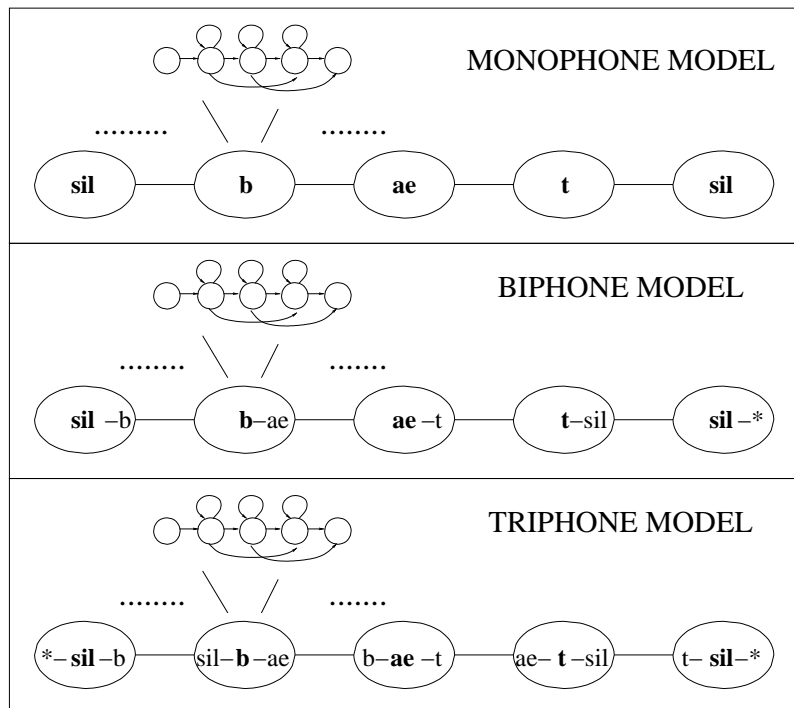 MONOPHONE MODEL
......... ........
sil b ae t sil
BIPHONE MODEL
........ .......
sil –b b–ae ae –t t–sil sil –*
TRIPHONE MODEL
........ .......
*– sil –b sil– b –ae b– ae –t ae– t –sil t– sil –*